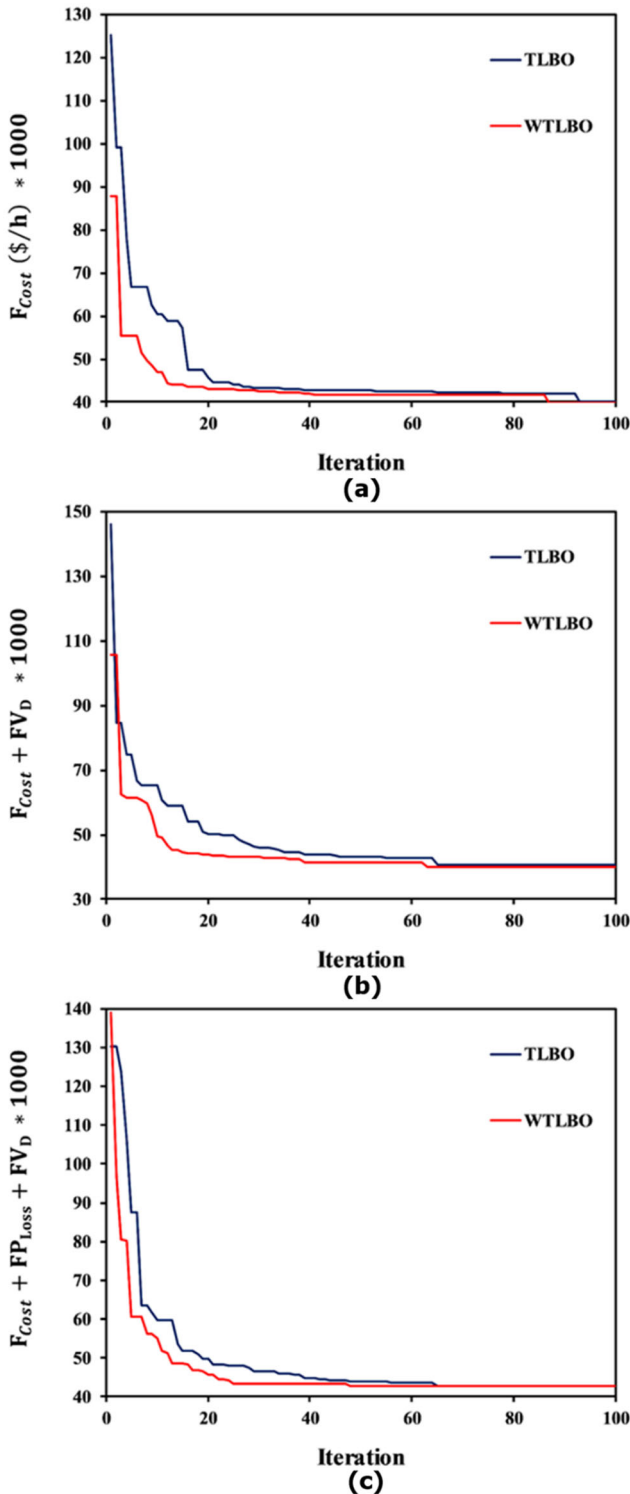 130
120
110
100
90
80
70
60
50
40
F_Cost ($/h) * 1000
TLBO
WTLBO
0 20 40 60 80 100
Iteration
(a)
150
130
110
90
70
50
30
F_Cost + FV_D * 1000
TLBO
WTLBO
0 20 40 60 80 100
Iteration
(b)
140
130
120
110
100
90
80
70
60
50
40
F_Cost + FP_Loss + FV_D * 1000
TLBO
WTLBO
0 20 40 60 80 100
Iteration
(c)